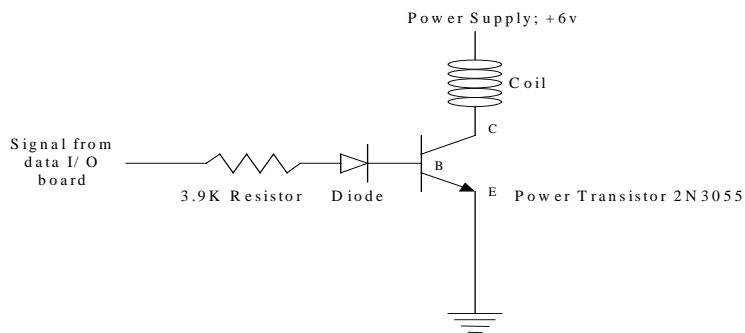 Power Supply; +6v
Coil
C
Signal from
data I/O
board
B
3.9K Resistor
Diode
E
Power Transistor 2N3055